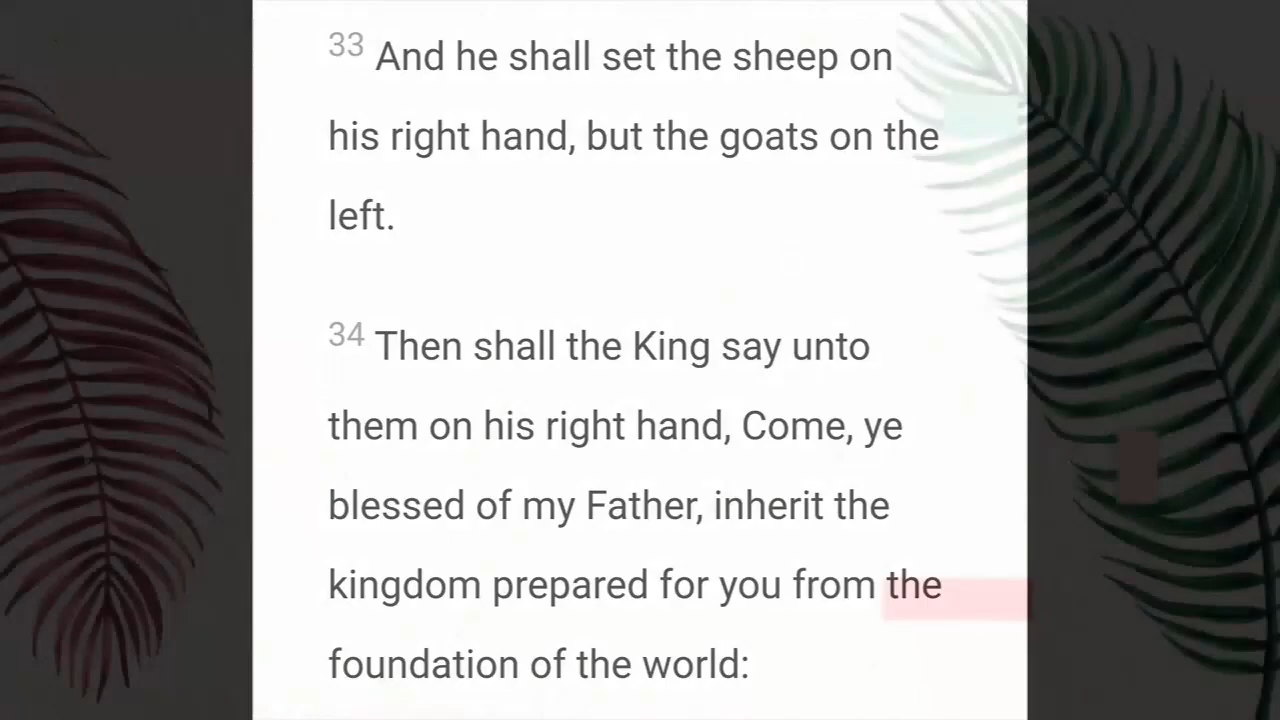 33 And he shall set the sheep on
his right hand, but the goats on the
left.
34 Then shall the King say unto
them on his right hand, Come, ye
blessed of my Father, inherit the
kingdom prepared for you from the
foundation of the world: